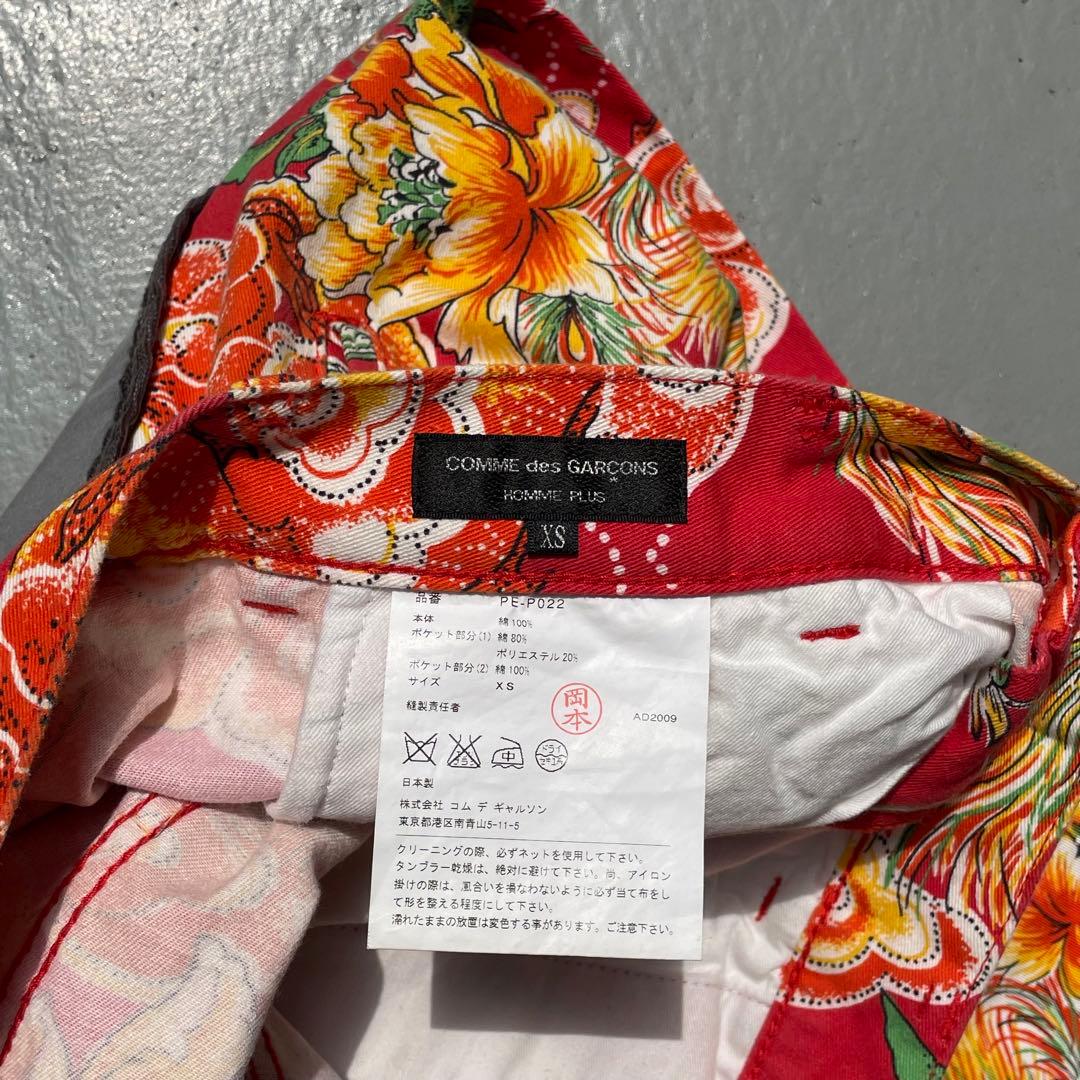 COMME des GARÇONS
*
HOMME PLUS
XS
品番 PE-P022
本体 綿100%
ポケット部分(1) 綿80%
ポリエステル20%
ポケット部分(2) 綿100%
サイズ XS
縫製責任者 岡本 AD2009
中 ドライ
日本製
株式会社 コム デ ギャルソン
東京都港区南青山5-11-5
クリーニングの際、必ずネットを使用して下さい。
タンブラー乾燥は、絶対に避けて下さい。尚、アイロン
掛けの際は、風合いを損なわないように必ず当て布をし
て形を整える程度にして下さい。
濡れたままの放置は変色する事があります。ご注意下さい。